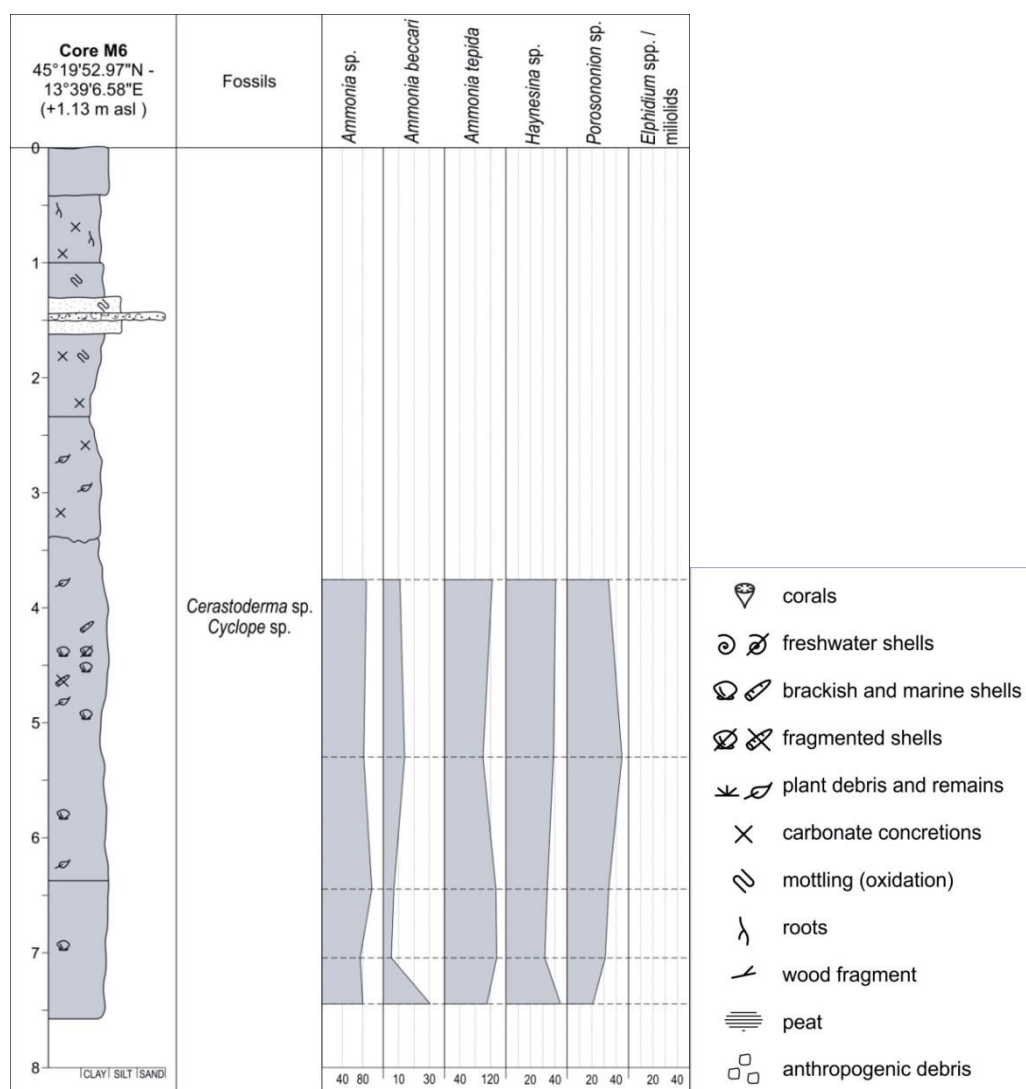 Core M6
45°19'52.97"N -
13°39'6.58"E
(+1.13 m asl )
Fossils
Ammonia sp.
Ammonia beccari
Ammonia tepida
Haynesina sp.
Porosononion sp.
Elphidium spp. /
miliolids
0
1
2
3
4
5
6
7
8
Cerastoderma sp.
Cyclope sp.
CLAY SILT SAND
40 80 10 30 40 120 20 40 20 40 20 40
corals
freshwater shells
brackish and marine shells
fragmented shells
plant debris and remains
carbonate concretions
mottling (oxidation)
roots
wood fragment
peat
anthropogenic debris